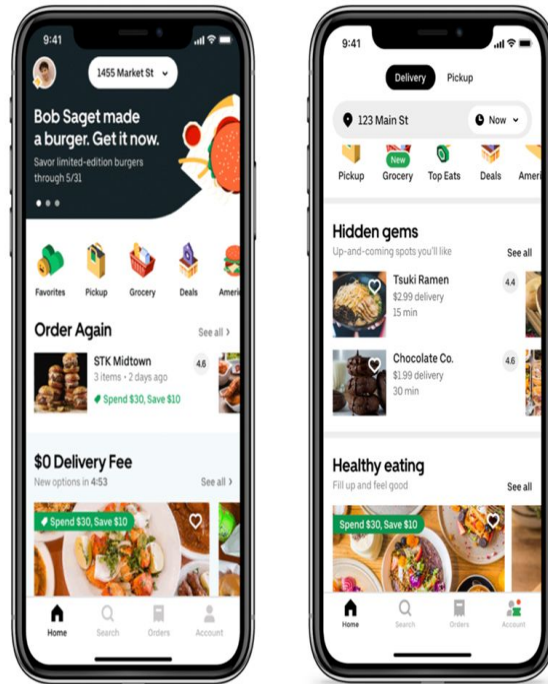 9:41
1455 Market St
Bob Saget made
a burger. Get it now.
Savor limited-edition burgers
through 5/31
Favorites
Pickup
Grocery
Deals
Ameri
Order Again
See all
STK Midtown
4.6
3 items • 2 days ago
Spend $30, Save $10
$0 Delivery Fee
New options in 4:53
See all
Spend $30, Save $10
Home
Search
Orders
Account
9:41
Delivery
Pickup
123 Main St
Now
New
Pickup
Grocery
Top Eats
Deals
Ameri
Hidden gems
Up-and-coming spots you'll like
See all
Tsuki Ramen
4.4
$2.99 delivery
15 min
Chocolate Co.
4.6
$1.99 delivery
30 min
Healthy eating
Fill up and feel good
See all
Spend $30, Save $10
Home
Search
Orders
Account